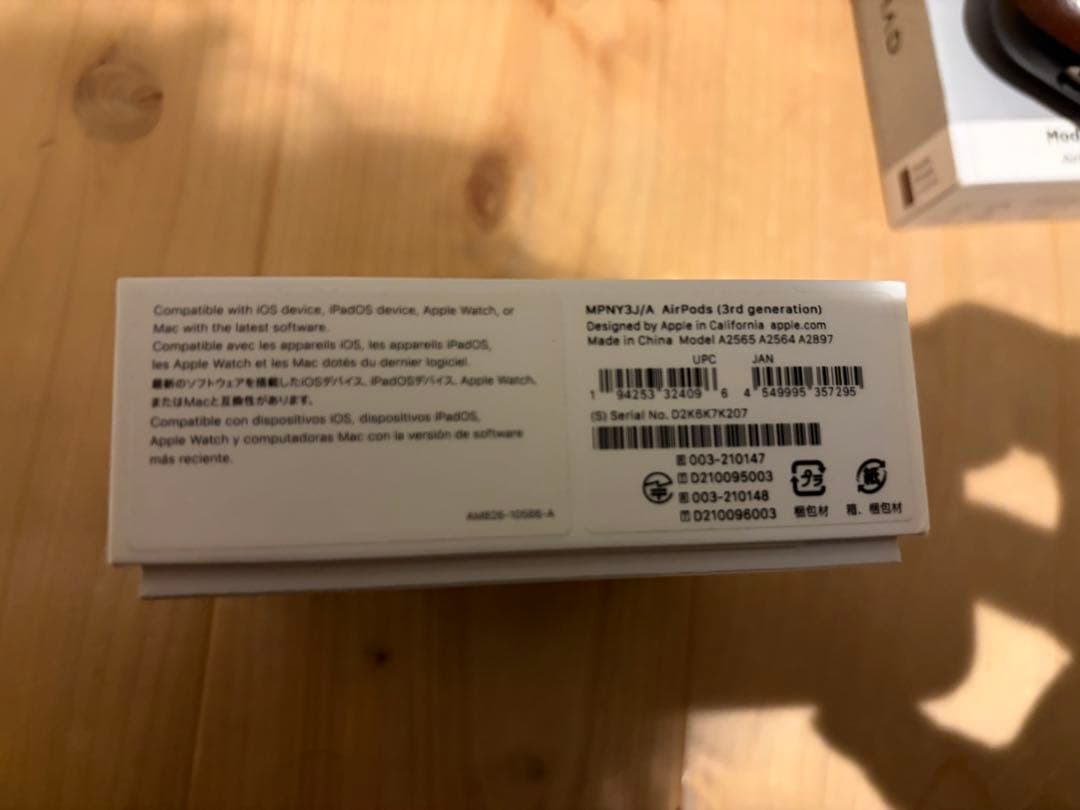 Compatible with iOS device, iPadOS device, Apple Watch, or
Mac with the latest software.
Compatible avec les appareils iOS, les appareils iPadOS,
les Apple Watch et les Mac dotés du dernier logiciel.
最新のソフトウェアを搭載したiOSデバイス、iPadOSデバイス、Apple Watch、
またはMacと互換性があります。
Compatible con dispositivos iOS, dispositivos iPadOS,
Apple Watch y computadoras Mac con la versión de software
más reciente.
MPNY3J/A AirPods (3rd generation)
Designed by Apple in California apple.com
Made in China Model A2565 A2564 A2897
UPC JAN
1 94253 32409 6 4 549995 357295
(S) Serial No. D2K6K7K207
R 003-210147
T D210095003
R 003-210148
T D210096003
プラ
梱包材
紙
箱、梱包材
Mod